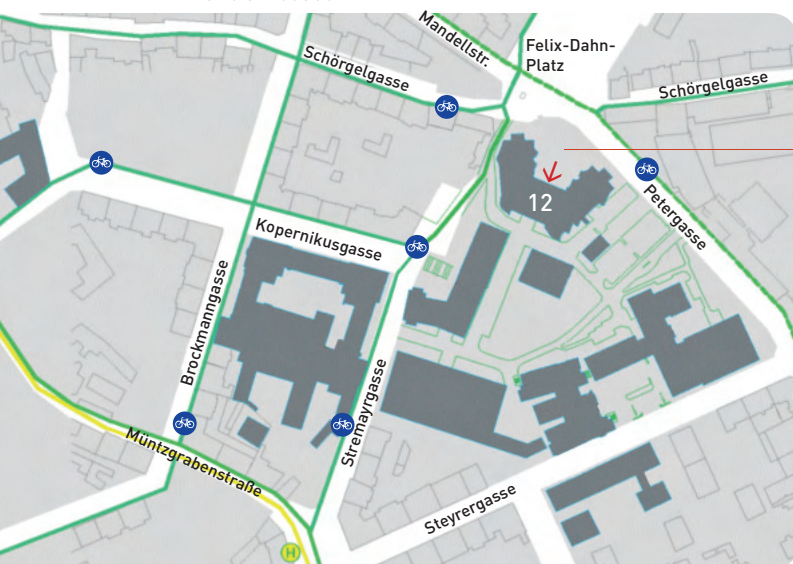 Mandellstr.
Felix-Dahn-
Platz
Schörgelgasse
Schörgelgasse
12
Petergasse
Kopernikusgasse
Brockmanngasse
Stremayrgasse
Müntzgrabenstraße
Steyrergasse
H